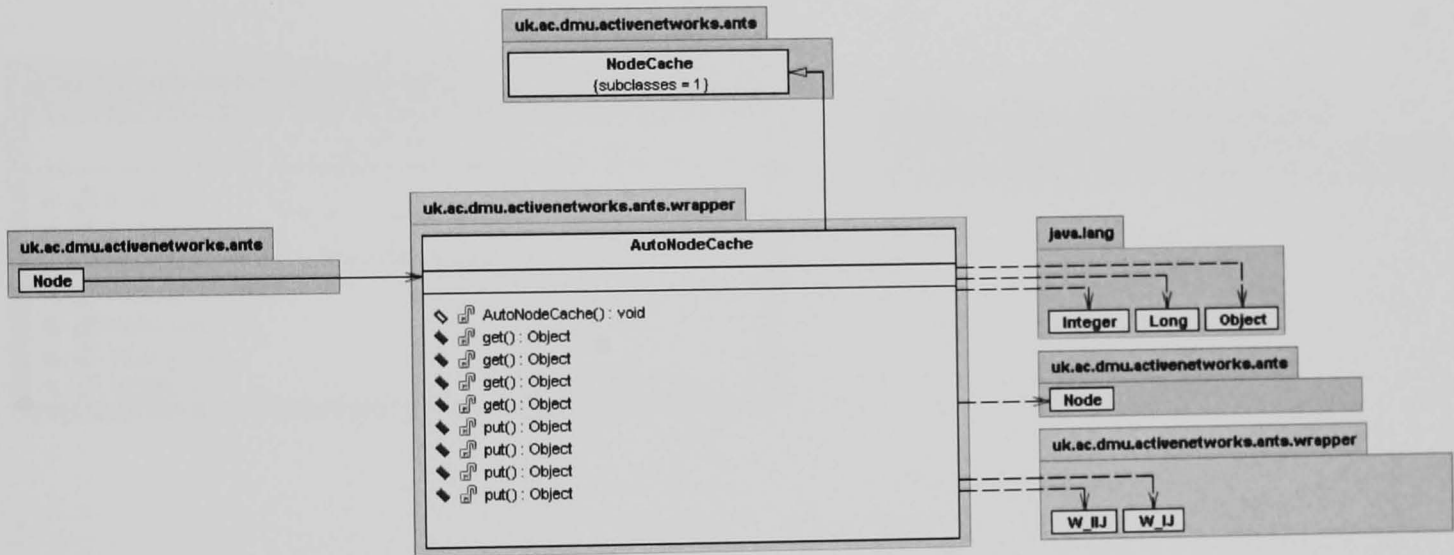 uk.ac.dmu.activenetworks.ants
NodeCache
{subclasses = 1}
uk.ac.dmu.activenetworks.ants.wrapper
AutoNodeCache
AutoNodeCache() : void
get() : Object
get() : Object
get() : Object
get() : Object
put() : Object
put() : Object
put() : Object
put() : Object
uk.ac.dmu.activenetworks.ants
Node
java.lang
Integer Long Object
uk.ac.dmu.activenetworks.ants
Node
uk.ac.dmu.activenetworks.ants.wrapper
W_IIJ W_IJ